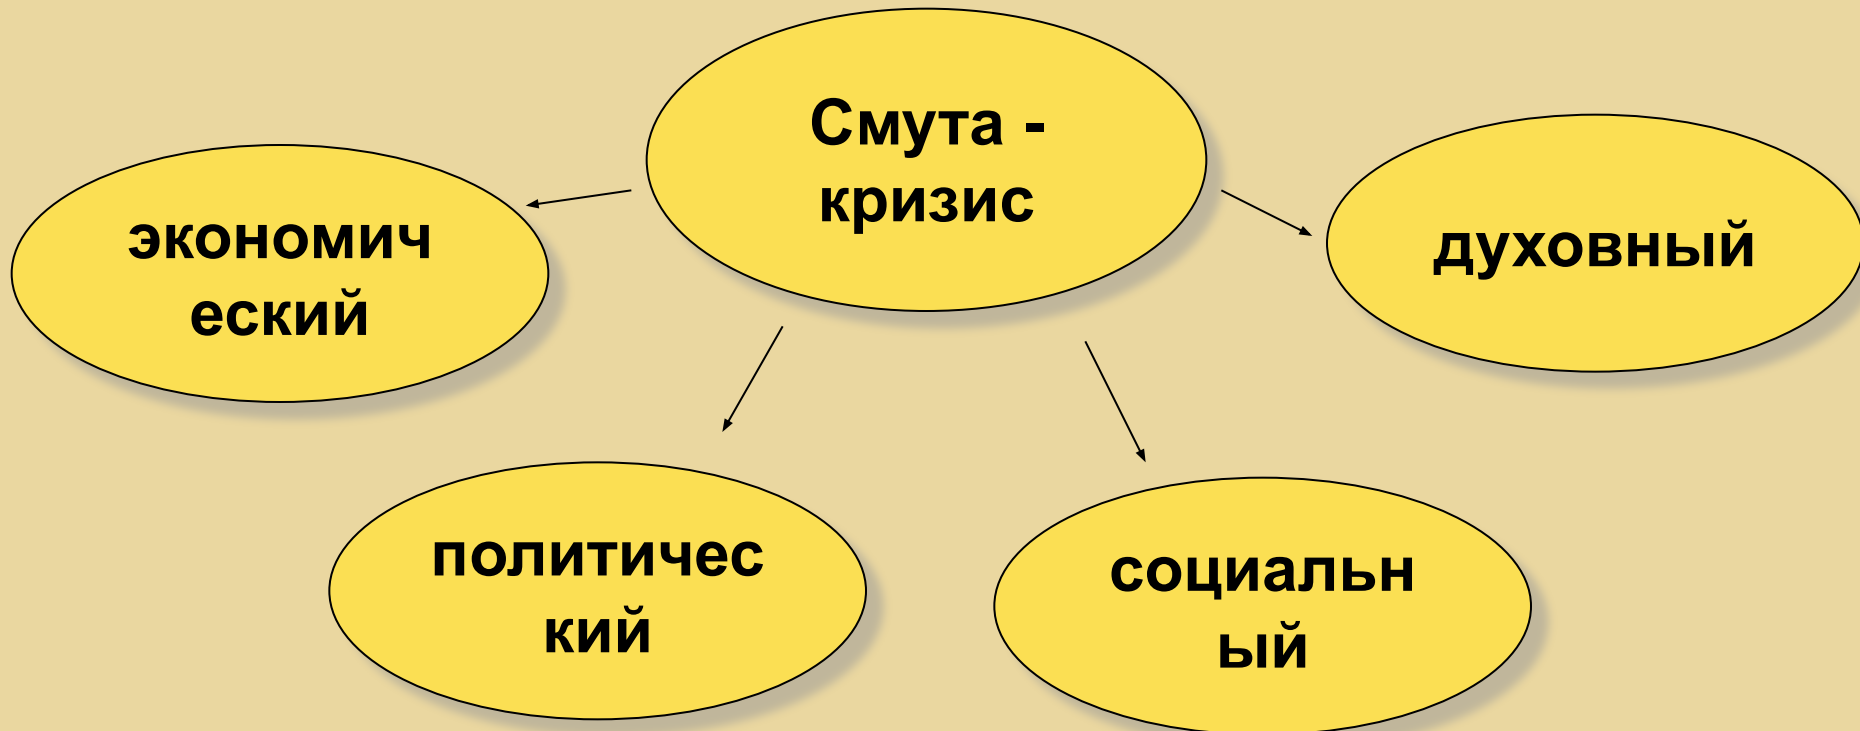 Смута -
кризис
экономич
еский
духовный
политичес
кий
социальн
ый